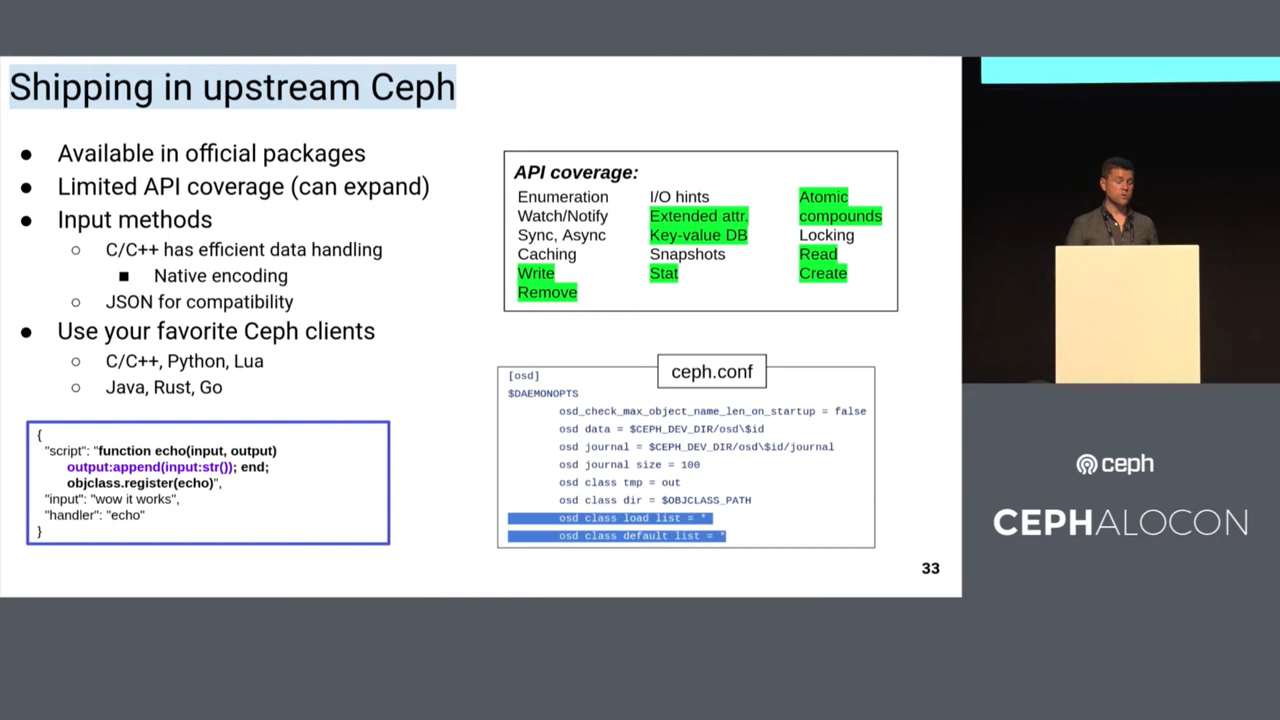 Shipping in upstream Ceph
● Available in official packages
● Limited API coverage (can expand)
● Input methods
○ C/C++ has efficient data handling
■ Native encoding
○ JSON for compatibility
● Use your favorite Ceph clients
○ C/C++, Python, Lua
○ Java, Rust, Go
{
"script": "function echo(input, output)
output:append(input:str()); end;
objclass.register(echo)",
"input": "wow it works",
"handler": "echo"
}
API coverage:
Enumeration I/O hints Atomic
Watch/Notify Extended attr. compounds
Sync, Async Key-value DB Locking
Caching Snapshots Read
Write Stat Create
Remove
ceph.conf
[osd]
$DAEMONOPTS
osd_check_max_object_name_len_on_startup = false
osd data = $CEPH_DEV_DIR/osd\$id
osd journal = $CEPH_DEV_DIR/osd\$id/journal
osd journal size = 100
osd class tmp = out
osd class dir = $OBJCLASS_PATH
osd class load list = *
osd class default list = *
33
ceph
CEPHALOCON